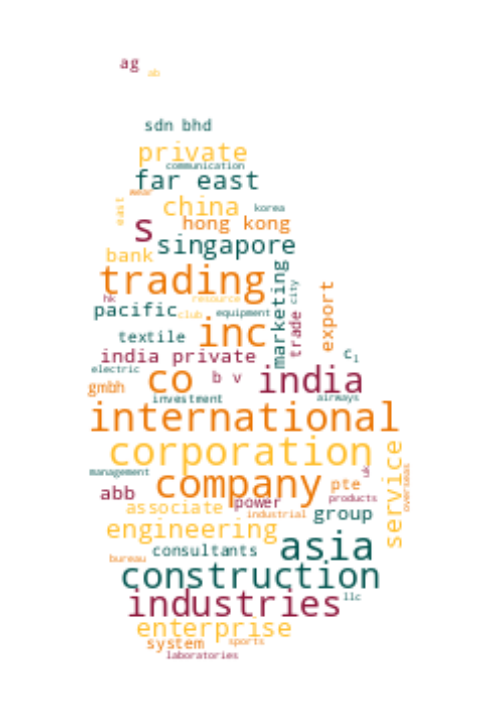 ag
ab
sdn bhd
private
communication
far east
wear
east
china
korea
s
hong kong
singapore
bank
marketing
trading
city
hk
resource
export
pacific
club
equipment
trade
inc
textile
india private
c
electric
co
b v
india
gmbh
investment
airways
international
corporation
service
management
uk
overseas
company
abb
pte
products
associate
power
industrial
group
engineering
consultants
asia
bureau
construction
industries
llc
enterprise
system
sports
laboratories